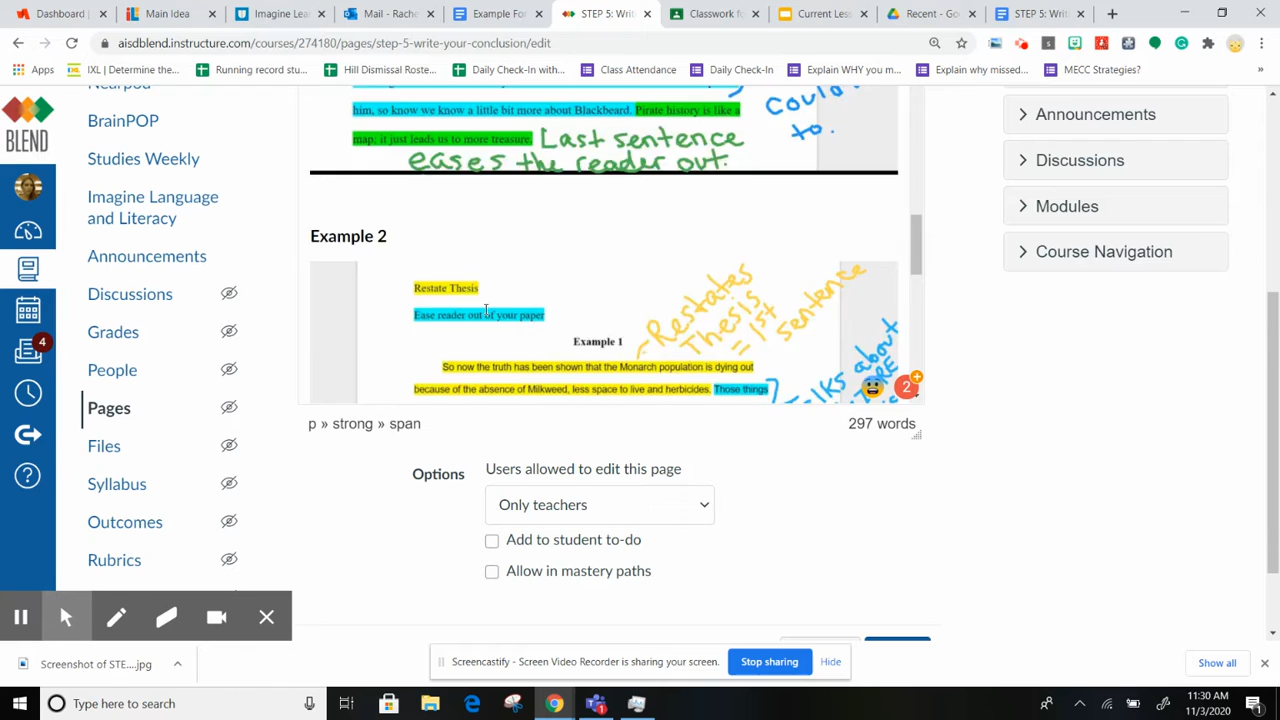 Dashboard
Main Idea
Imagine Lea
Mail - Rache
Example For
STEP 5: Writ
Classwork f
Current Less
Recent - Go
STEP 5: Writ
aisdblend.instructure.com/courses/274180/pages/step-5-write-your-conclusion/edit
Apps
IXL | Determine the...
Running record stu...
Hill Dismissal Roste...
Daily Check-In with...
Class Attendance
Daily Check-In
Explain WHY you m...
Explain why missed...
MECC Strategies?
BLEND
Nearpod
BrainPOP
Studies Weekly
Imagine Language
and Literacy
Announcements
Discussions
Grades
People
Pages
Files
Syllabus
Outcomes
Rubrics
4
him, so know we know a little bit more about Blackbeard. Pirate history is like a
map; it just leads us to more treasure.
Last sentence
eases the reader out.
could
to.
Example 2
Restate Thesis
Ease reader out of your paper
Example 1
So now the truth has been shown that the Monarch population is dying out
because of the absence of Milkweed, less space to live and herbicides. Those things
Restates
Thesis
= 1st
sentence
Talks about
2
p » strong » span
297 words
Options
Users allowed to edit this page
Only teachers
Add to student to-do
Allow in mastery paths
Announcements
Discussions
Modules
Course Navigation
Screenshot of STE....jpg
Screencastify - Screen Video Recorder is sharing your screen.
Stop sharing
Hide
Show all
Type here to search
11:30 AM
11/3/2020
1